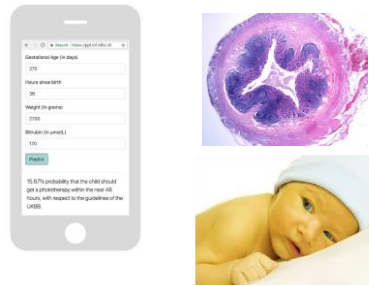 Secure
Gestational Age (in days)
270
Hours since birth
36
Weight (in grams)
2700
Bilirubin (in μmol/L)
170
Predict
15.67% probability that the child should
get a phototherapy within the next 48
hours, with respect to the guidelines of the
UKBB.